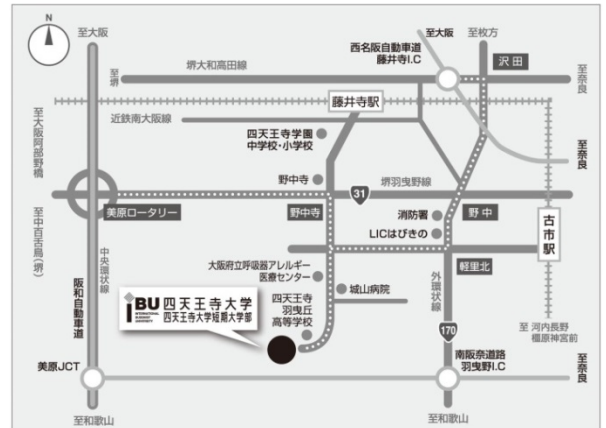 N
至大阪
至大阪
至枚方
西名阪自動車道
藤井寺I.C
沢田
至堺
堺大和高田線
至奈良
藤井寺駅
至大阪阿部野橋
近鉄南大阪線
四天王寺学園
中学校・小学校
至奈良
野中寺
31
堺羽曳野線
美原ロータリー
野中寺
消防署
野中
至中百舌鳥(堺)
LICはびきの
古市駅
中央環状線
阪和自動車道
大阪府立呼吸器アレルギー
医療センター
軽里北
外環状線
城山病院
iBU
INTERNATIONAL
BUDDHIST
UNIVERSITY
四天王寺大学
四天王寺大学短期大学部
四天王寺
羽曳丘
高等学校
170
至 河内長野
橿原神宮前
美原JCT
南阪奈道路
羽曳野I.C
至奈良
至和歌山
至和歌山